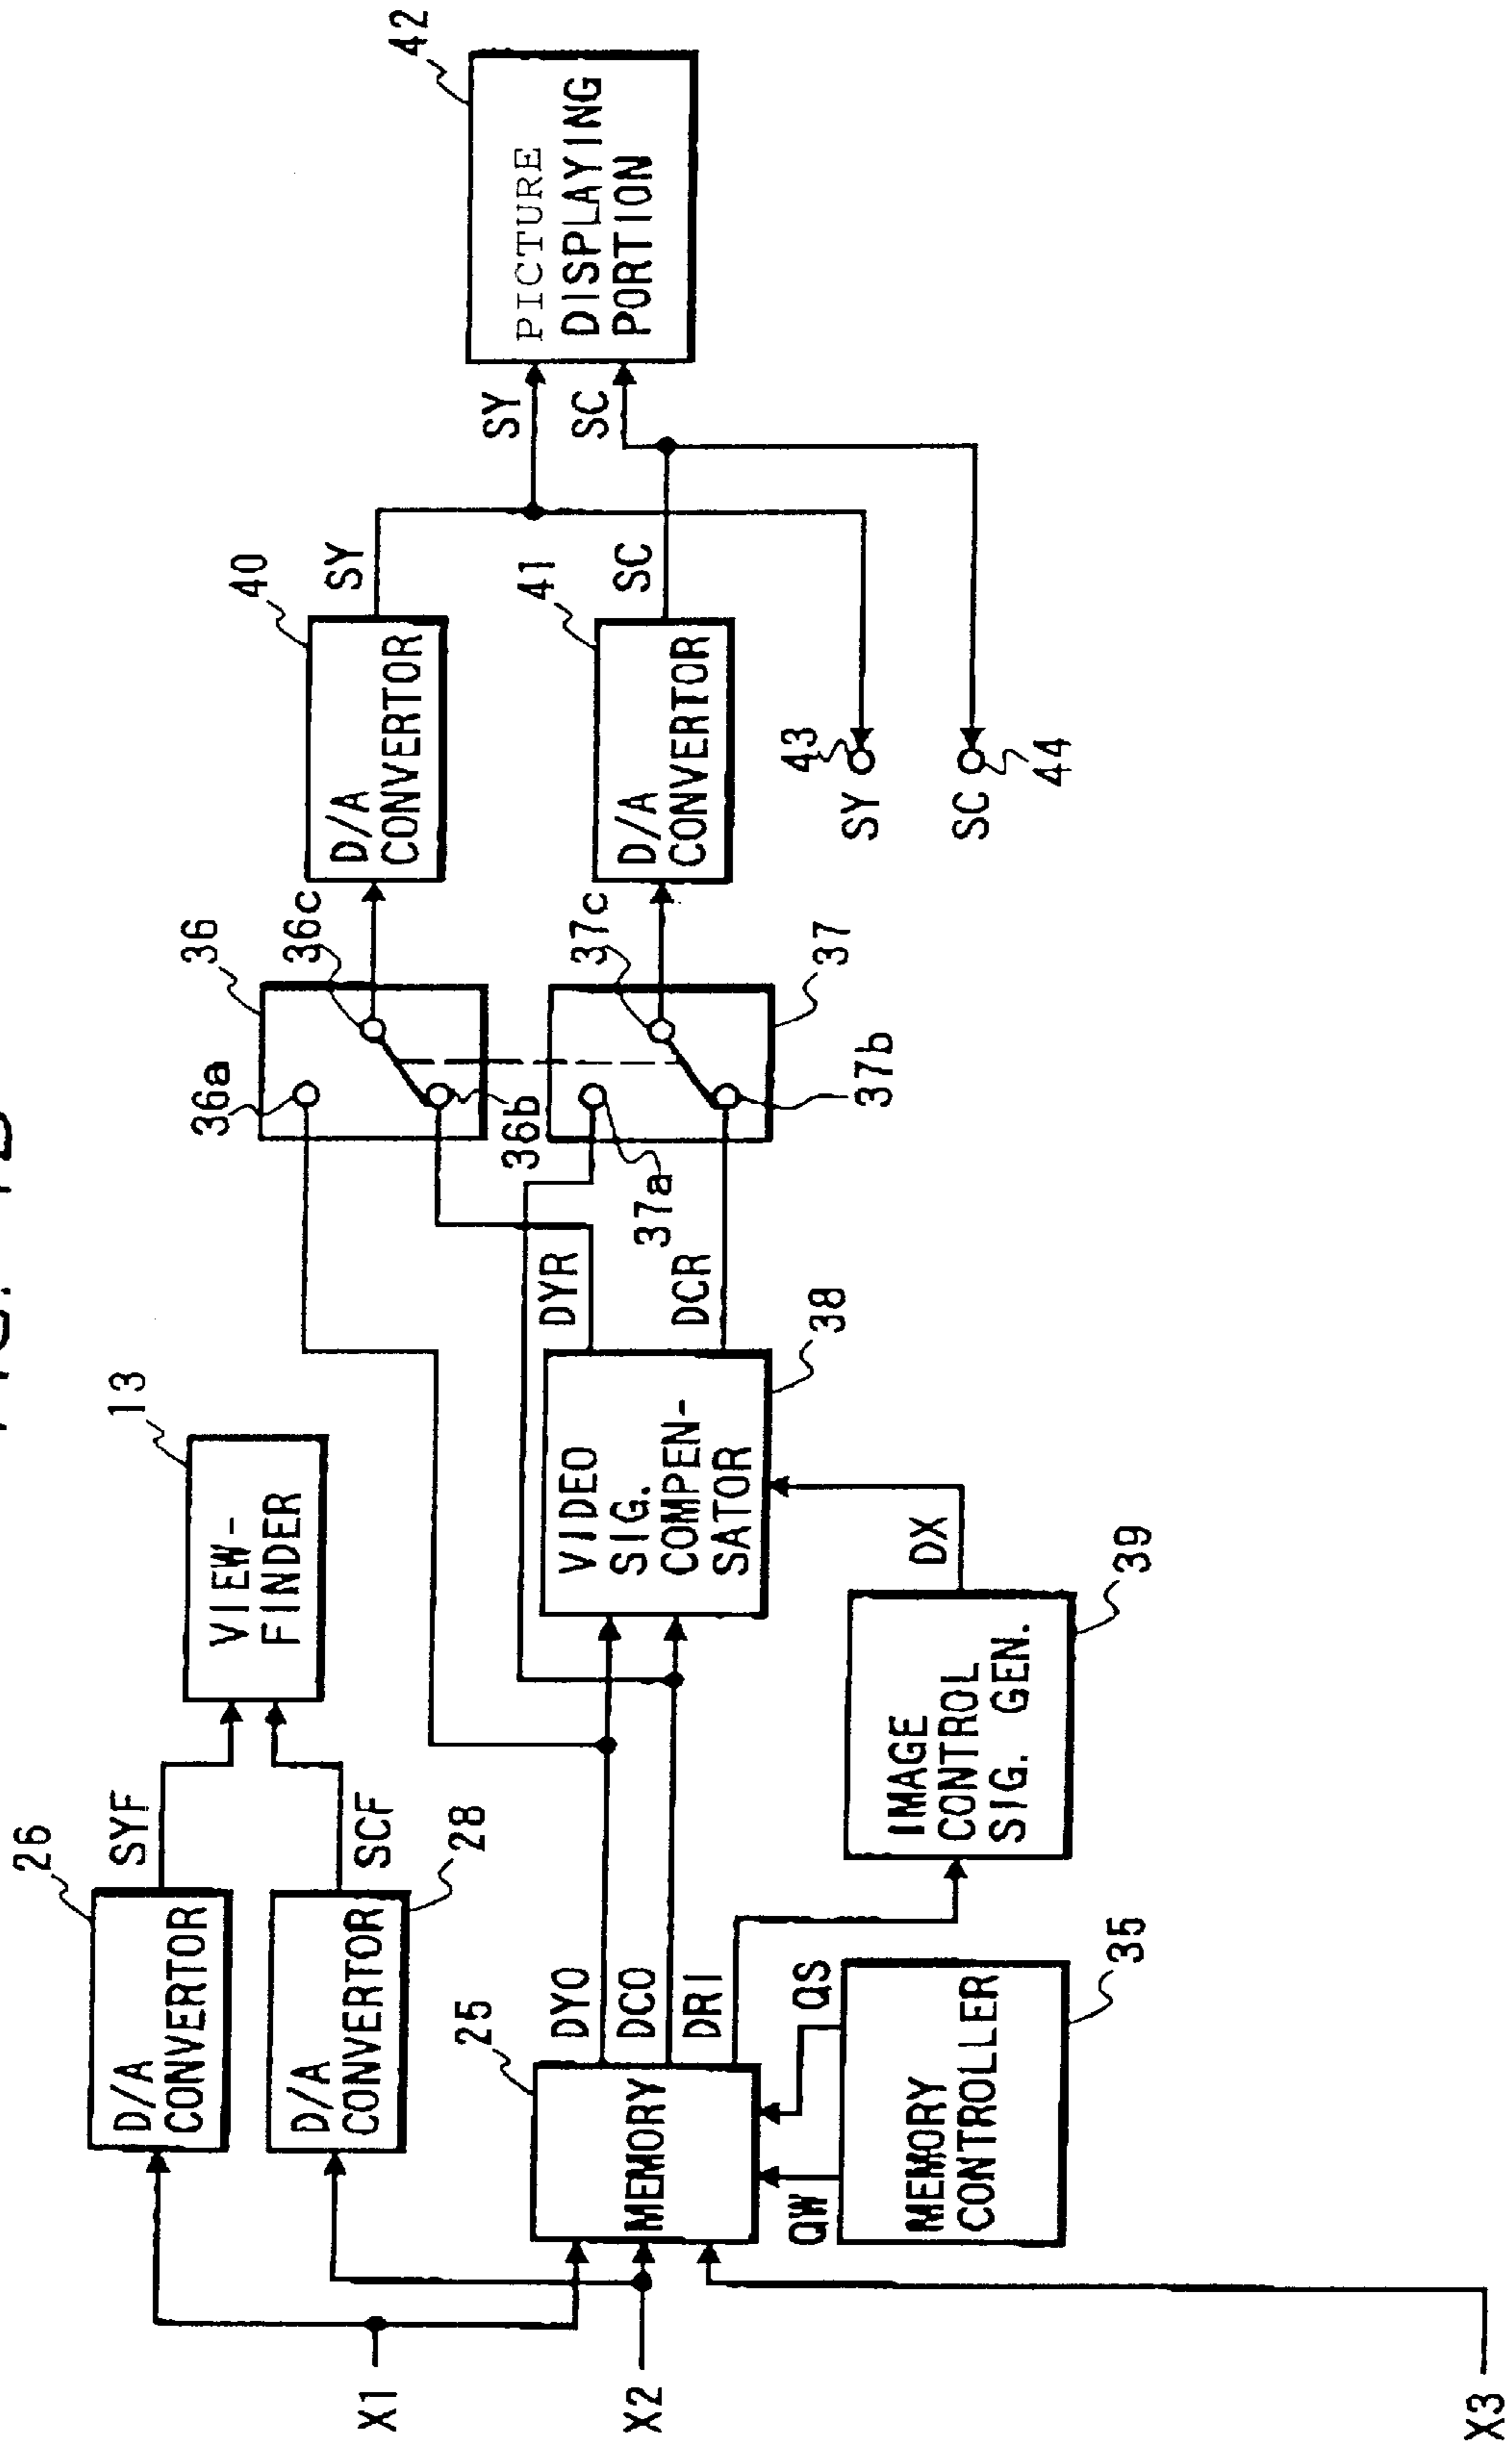 26
D/A
CONVERTOR
SYF
13
VIEW-
FINDER
D/A
CONVERTOR
SCF
28
36
36a
36c
36b
40
D/A
CONVERTOR
SY
SY
42
PICTURE
DISPLAYING
PORTION
SC
X1
X2
X3
25
MEMORY
DYO
DCO
DRI
QW
QS
MEMORY
CONTROLLER
35
VIDEO
SIG.
COMPEN-
SATOR
38
DYR
DCR
DX
IMAGE
CONTROL
SIG. GEN.
39
37a
37c
37
37b
41
D/A
CONVERTOR
SC
43
SY
SC
44